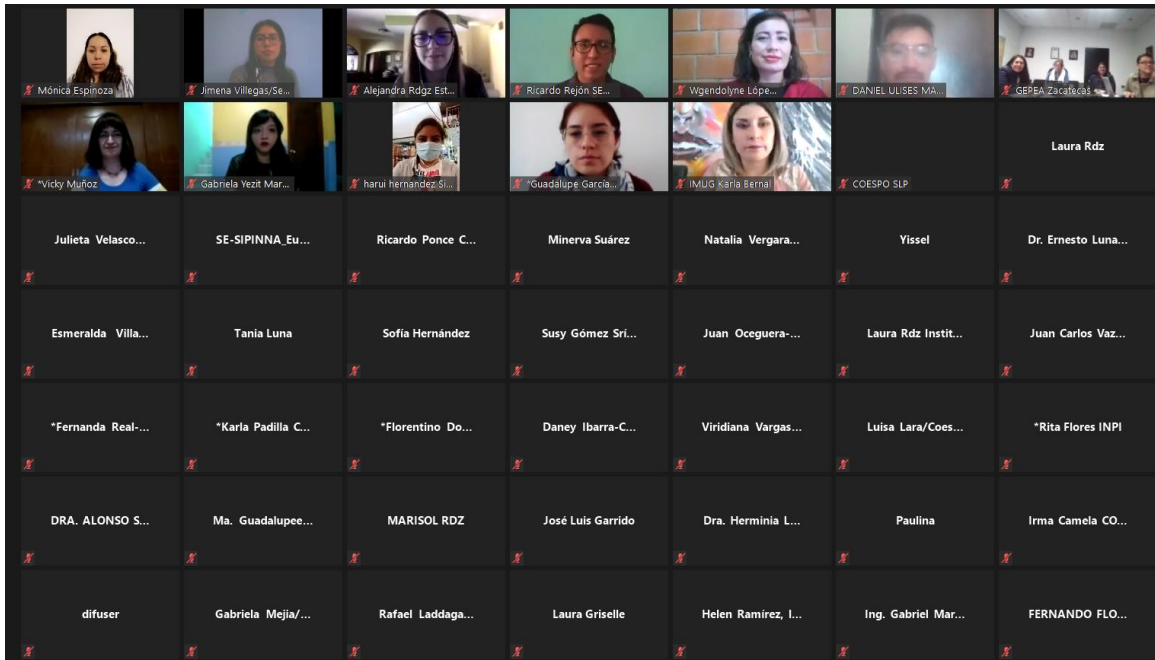 Mónica Espinoza
Jimena Villegas/Se...
Alejandra Rdgz Est...
Ricardo Rejón SE...
Wgendolyne Lópe...
DANIEL ULISES MA...
GEPEA Zacatecas
*Vicky Muñoz
Gabriela Yezit Mar...
harui hernandez Si...
*Guadalupe García...
IMUG Karla Bernal
COESPO SLP
Laura Rdz
Julieta Velasco...
SE-SIPINNA_Eu...
Ricardo Ponce C...
Minerva Suárez
Natalia Vergara...
Yissel
Dr. Ernesto Luna...
Esmeralda Villa...
Tania Luna
Sofía Hernández
Susy Gómez Srí...
Juan Oceguera-...
Laura Rdz Instit...
Juan Carlos Vaz...
*Fernanda Real-...
*Karla Padilla C...
*Florentino Do...
Daney Ibarra-C...
Viridiana Vargas...
Luisa Lara/Coes...
*Rita Flores INPI
DRA. ALONSO S...
Ma. Guadalupee...
MARISOL RDZ
José Luis Garrido
Dra. Herminia L...
Paulina
Irma Camela CO...
difuser
Gabriela Mejia/...
Rafael Laddaga...
Laura Griselle
Helen Ramírez, I...
Ing. Gabriel Mar...
FERNANDO FLO...